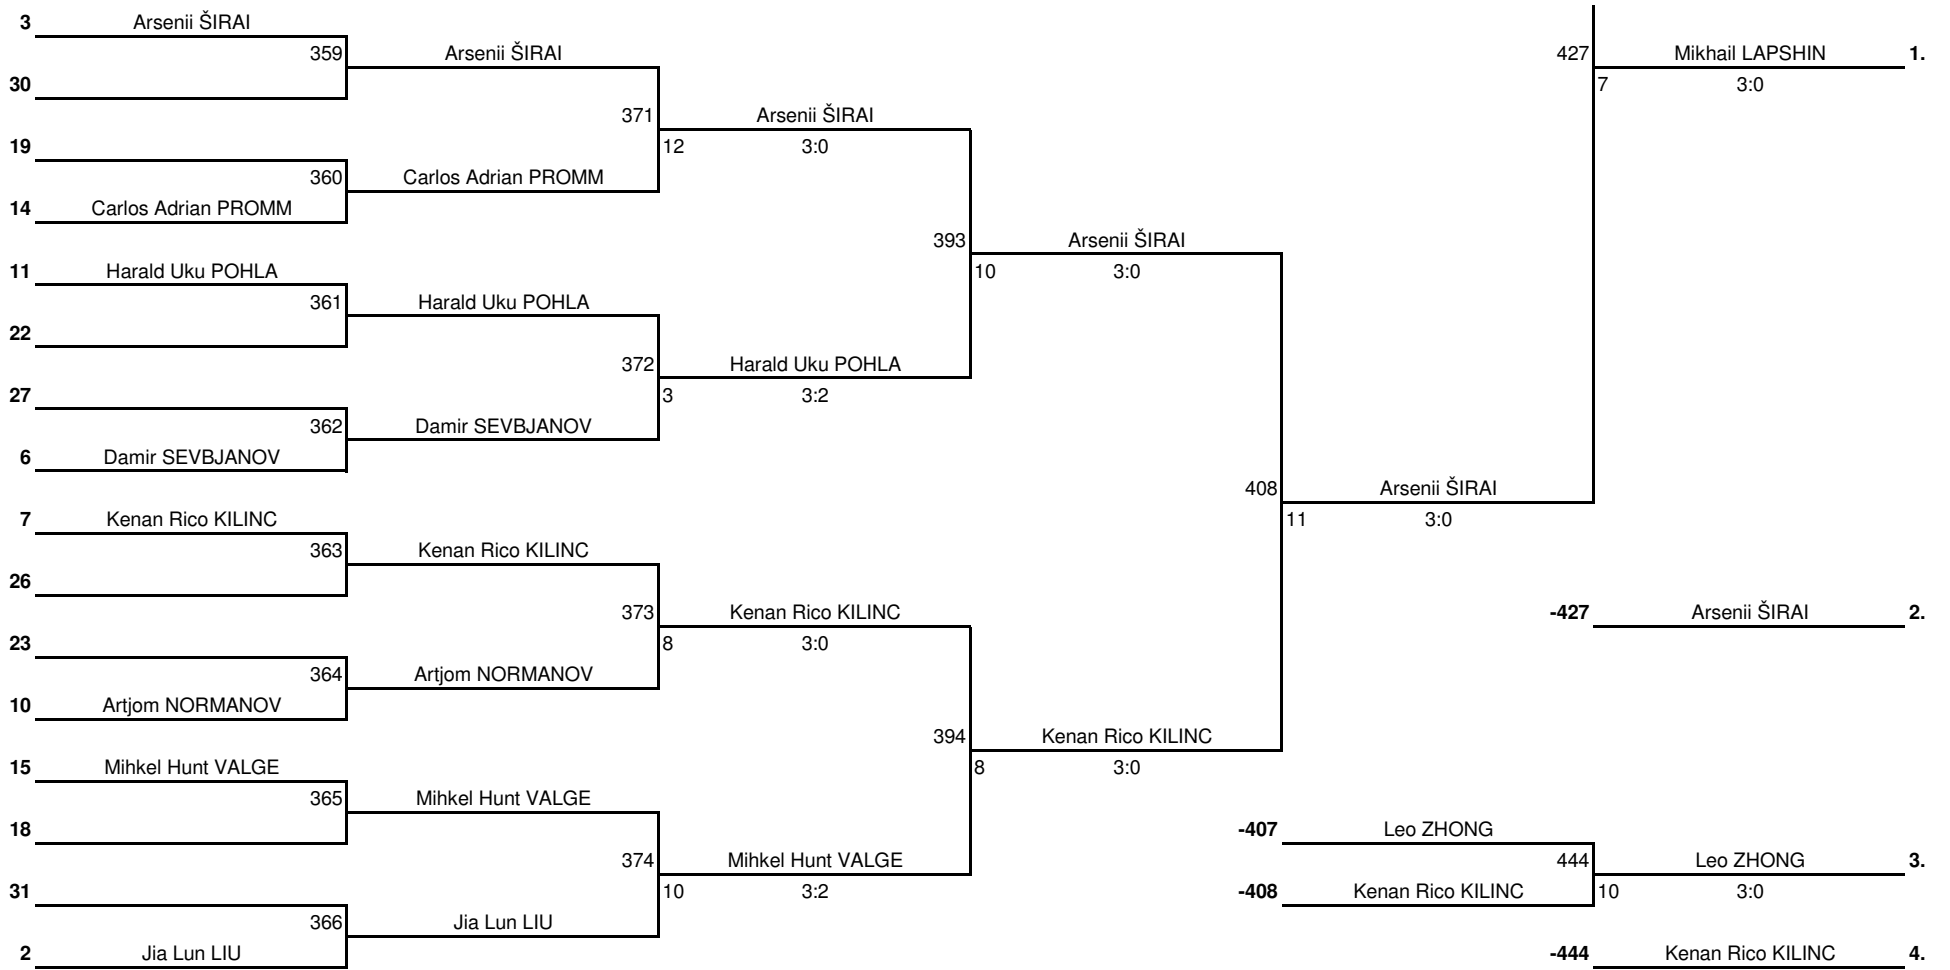 3 Arsenii ŠIRAI
359 Arsenii ŠIRAI 427 Mikhail LAPSHIN 1.
30 7 3:0
371 Arsenii ŠIRAI
19 12 3:0
360 Carlos Adrian PROMM
14 Carlos Adrian PROMM
393 Arsenii ŠIRAI
11 Harald Uku POHLA 10 3:0
361 Harald Uku POHLA
22
372 Harald Uku POHLA
27 3 3:2
362 Damir SEVBJANOV
6 Damir SEVBJANOV
408 Arsenii ŠIRAI
7 Kenan Rico KILINC 11 3:0
363 Kenan Rico KILINC
26
373 Kenan Rico KILINC -427 Arsenii ŠIRAI 2.
23 8 3:0
364 Artjom NORMANOV
10 Artjom NORMANOV
394 Kenan Rico KILINC
15 Mihkel Hunt VALGE 8 3:0
365 Mihkel Hunt VALGE
18 -407 Leo ZHONG
374 Mihkel Hunt VALGE 444 Leo ZHONG 3.
31 10 3:2 -408 Kenan Rico KILINC 10 3:0
366 Jia Lun LIU
2 Jia Lun LIU -444 Kenan Rico KILINC 4.